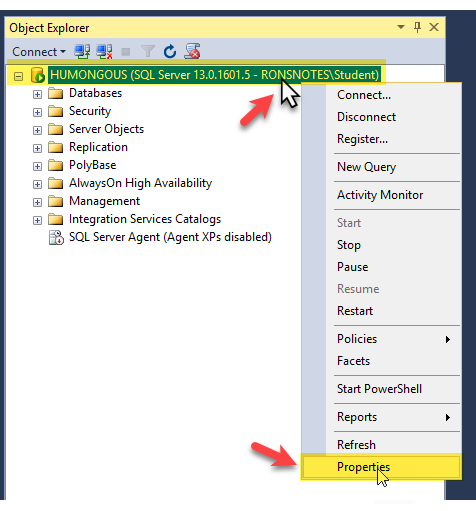 Object Explorer
Connect
HUMONGOUS (SQL Server 13.0.1601.5 - RONSNOTES\Student)
Databases
Security
Server Objects
Replication
PolyBase
AlwaysOn High Availability
Management
Integration Services Catalogs
SQL Server Agent (Agent XPs disabled)
Connect...
Disconnect
Register...
New Query
Activity Monitor
Start
Stop
Pause
Resume
Restart
Policies
Facets
Start PowerShell
Reports
Refresh
Properties